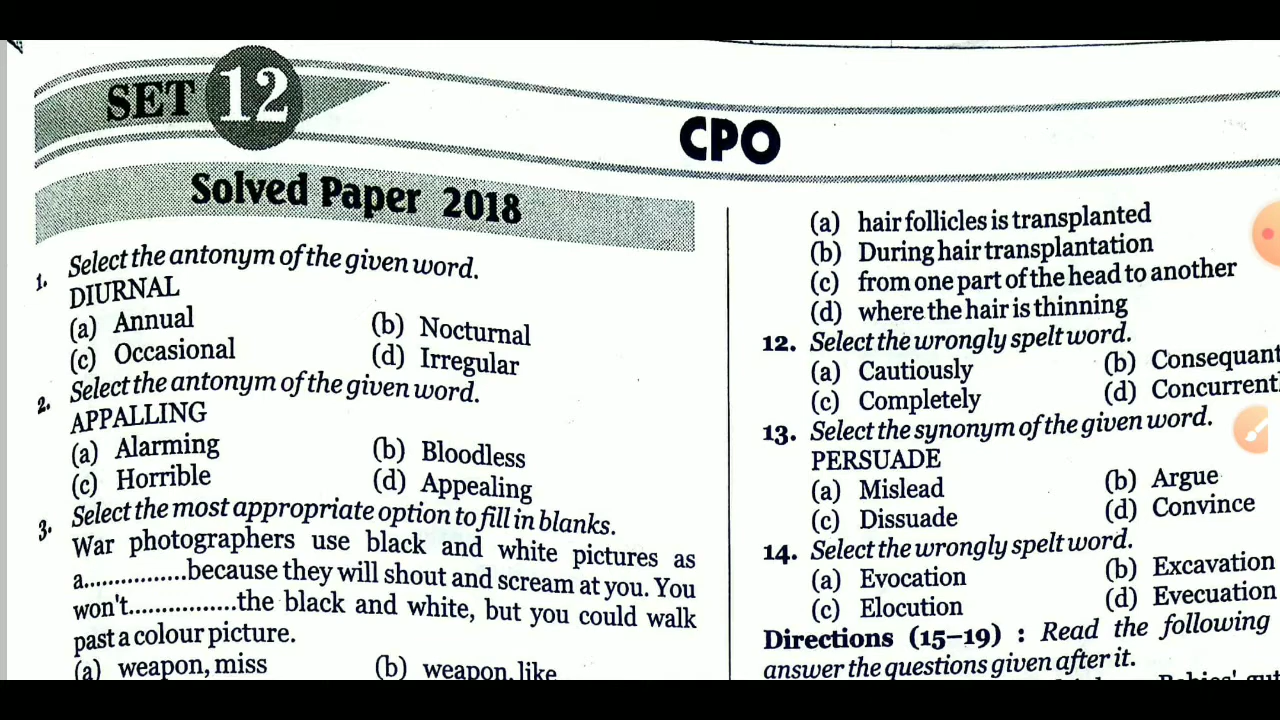 SET 12
CPO
Solved Paper 2018
1. Select the antonym of the given word.
DIURNAL
(a) Annual (b) Nocturnal
(c) Occasional (d) Irregular
2. Select the antonym of the given word.
APPALLING
(a) Alarming (b) Bloodless
(c) Horrible (d) Appealing
3. Select the most appropriate option to fill in blanks.
War photographers use black and white pictures as
a................because they will shout and scream at you. You
won't................the black and white, but you could walk
past a colour picture.
(a) weapon, miss (b) weapon, like
(a) hair follicles is transplanted
(b) During hair transplantation
(c) from one part of the head to another
(d) where the hair is thinning
12. Select the wrongly spelt word.
(a) Cautiously (b) Consequant
(c) Completely (d) Concurrent
13. Select the synonym of the given word.
PERSUADE
(a) Mislead (b) Argue
(c) Dissuade (d) Convince
14. Select the wrongly spelt word.
(a) Evocation (b) Excavation
(c) Elocution (d) Evecuation
Directions (15–19) : Read the following
answer the questions given after it.